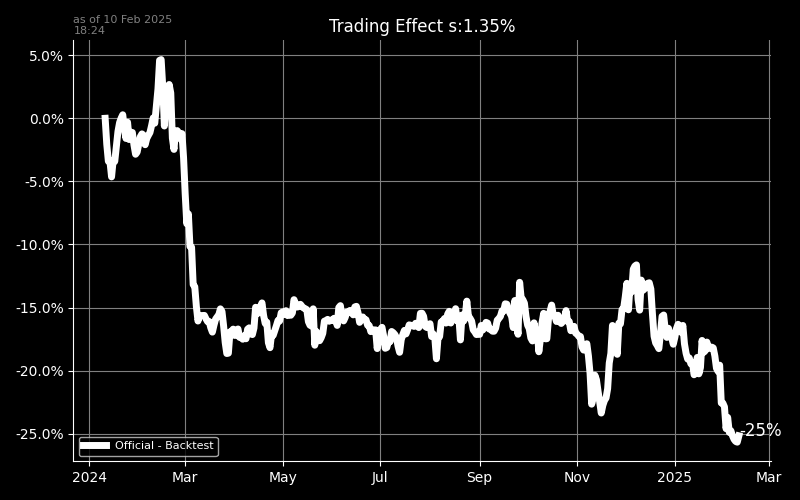 as of 10 Feb 2025
18:24
Trading Effect s:1.35%
5.0%
0.0%
-5.0%
-10.0%
-15.0%
-20.0%
-25.0%
-25%
Official - Backtest
2024 Mar May Jul Sep Nov 2025 Mar